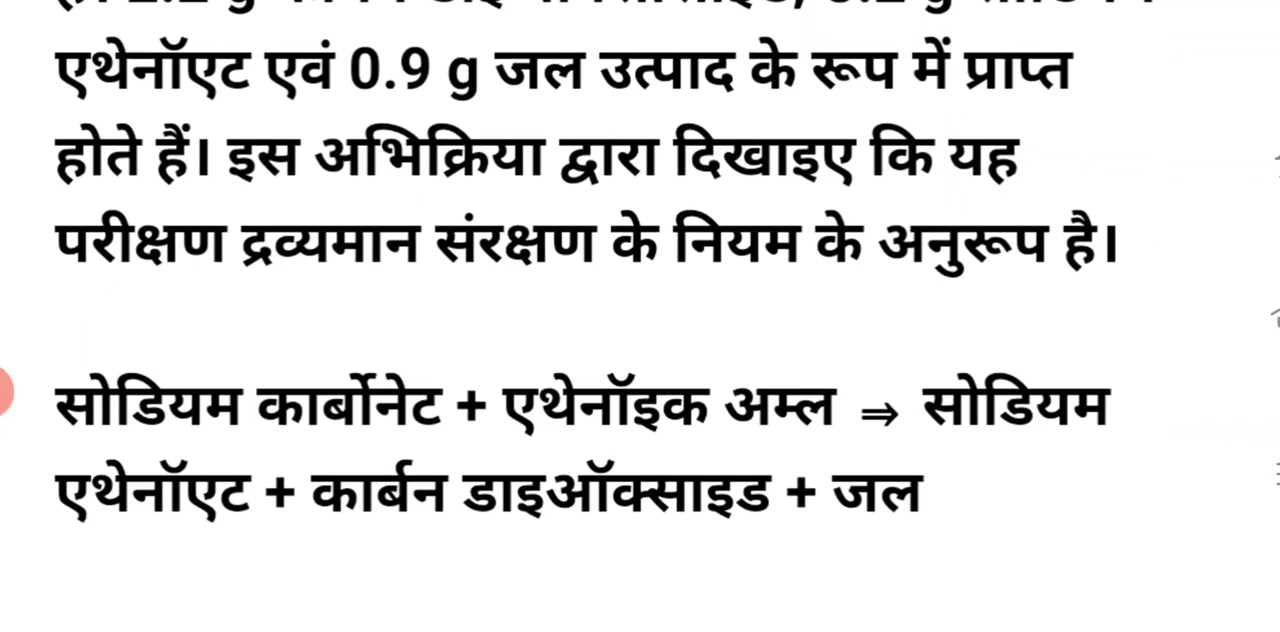 एथेनॉएट एवं 0.9 g जल उत्पाद के रूप में प्राप्त
होते हैं। इस अभिक्रिया द्वारा दिखाइए कि यह
परीक्षण द्रव्यमान संरक्षण के नियम के अनुरूप है।
सोडियम कार्बोनेट + एथेनॉइक अम्ल ⇒ सोडियम
एथेनॉएट + कार्बन डाइऑक्साइड + जल